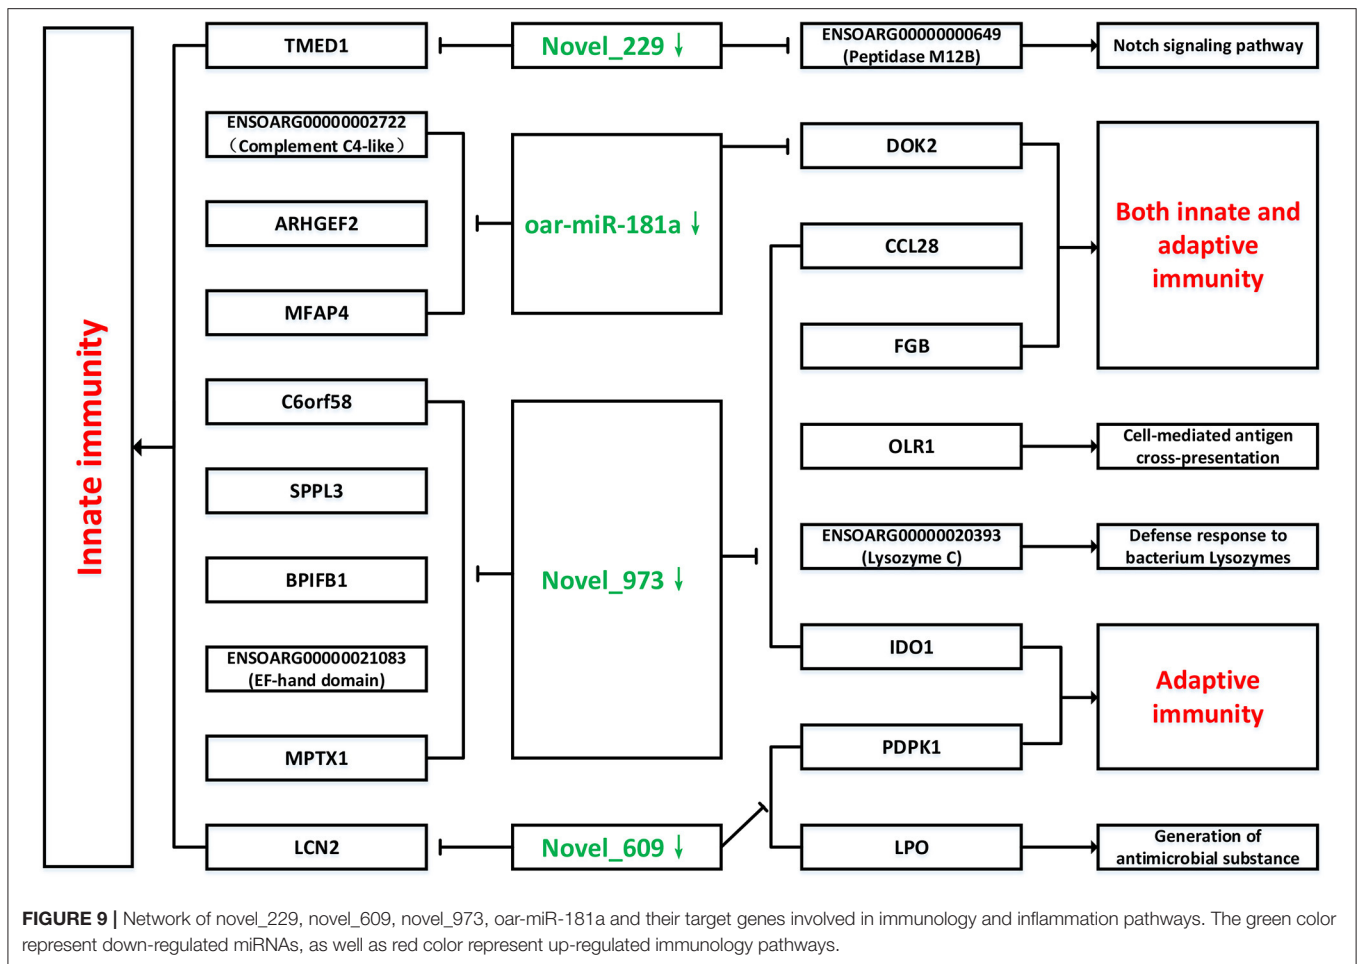 Innate immunity
TMED1
ENSOARG00000002722
（Complement C4-like）
ARHGEF2
MFAP4
C6orf58
SPPL3
BPIFB1
ENSOARG00000021083
(EF-hand domain)
MPTX1
LCN2
Novel_229 ↓
oar-miR-181a ↓
Novel_973 ↓
Novel_609 ↓
ENSOARG00000000649
(Peptidase M12B)
DOK2
CCL28
FGB
OLR1
ENSOARG00000020393
(Lysozyme C)
IDO1
PDPK1
LPO
Notch signaling pathway
Both innate and
adaptive
immunity
Cell-mediated antigen
cross-presentation
Defense response to
bacterium Lysozymes
Adaptive
immunity
Generation of
antimicrobial substance
FIGURE 9 | Network of novel_229, novel_609, novel_973, oar-miR-181a and their target genes involved in immunology and inflammation pathways. The green color
represent down-regulated miRNAs, as well as red color represent up-regulated immunology pathways.